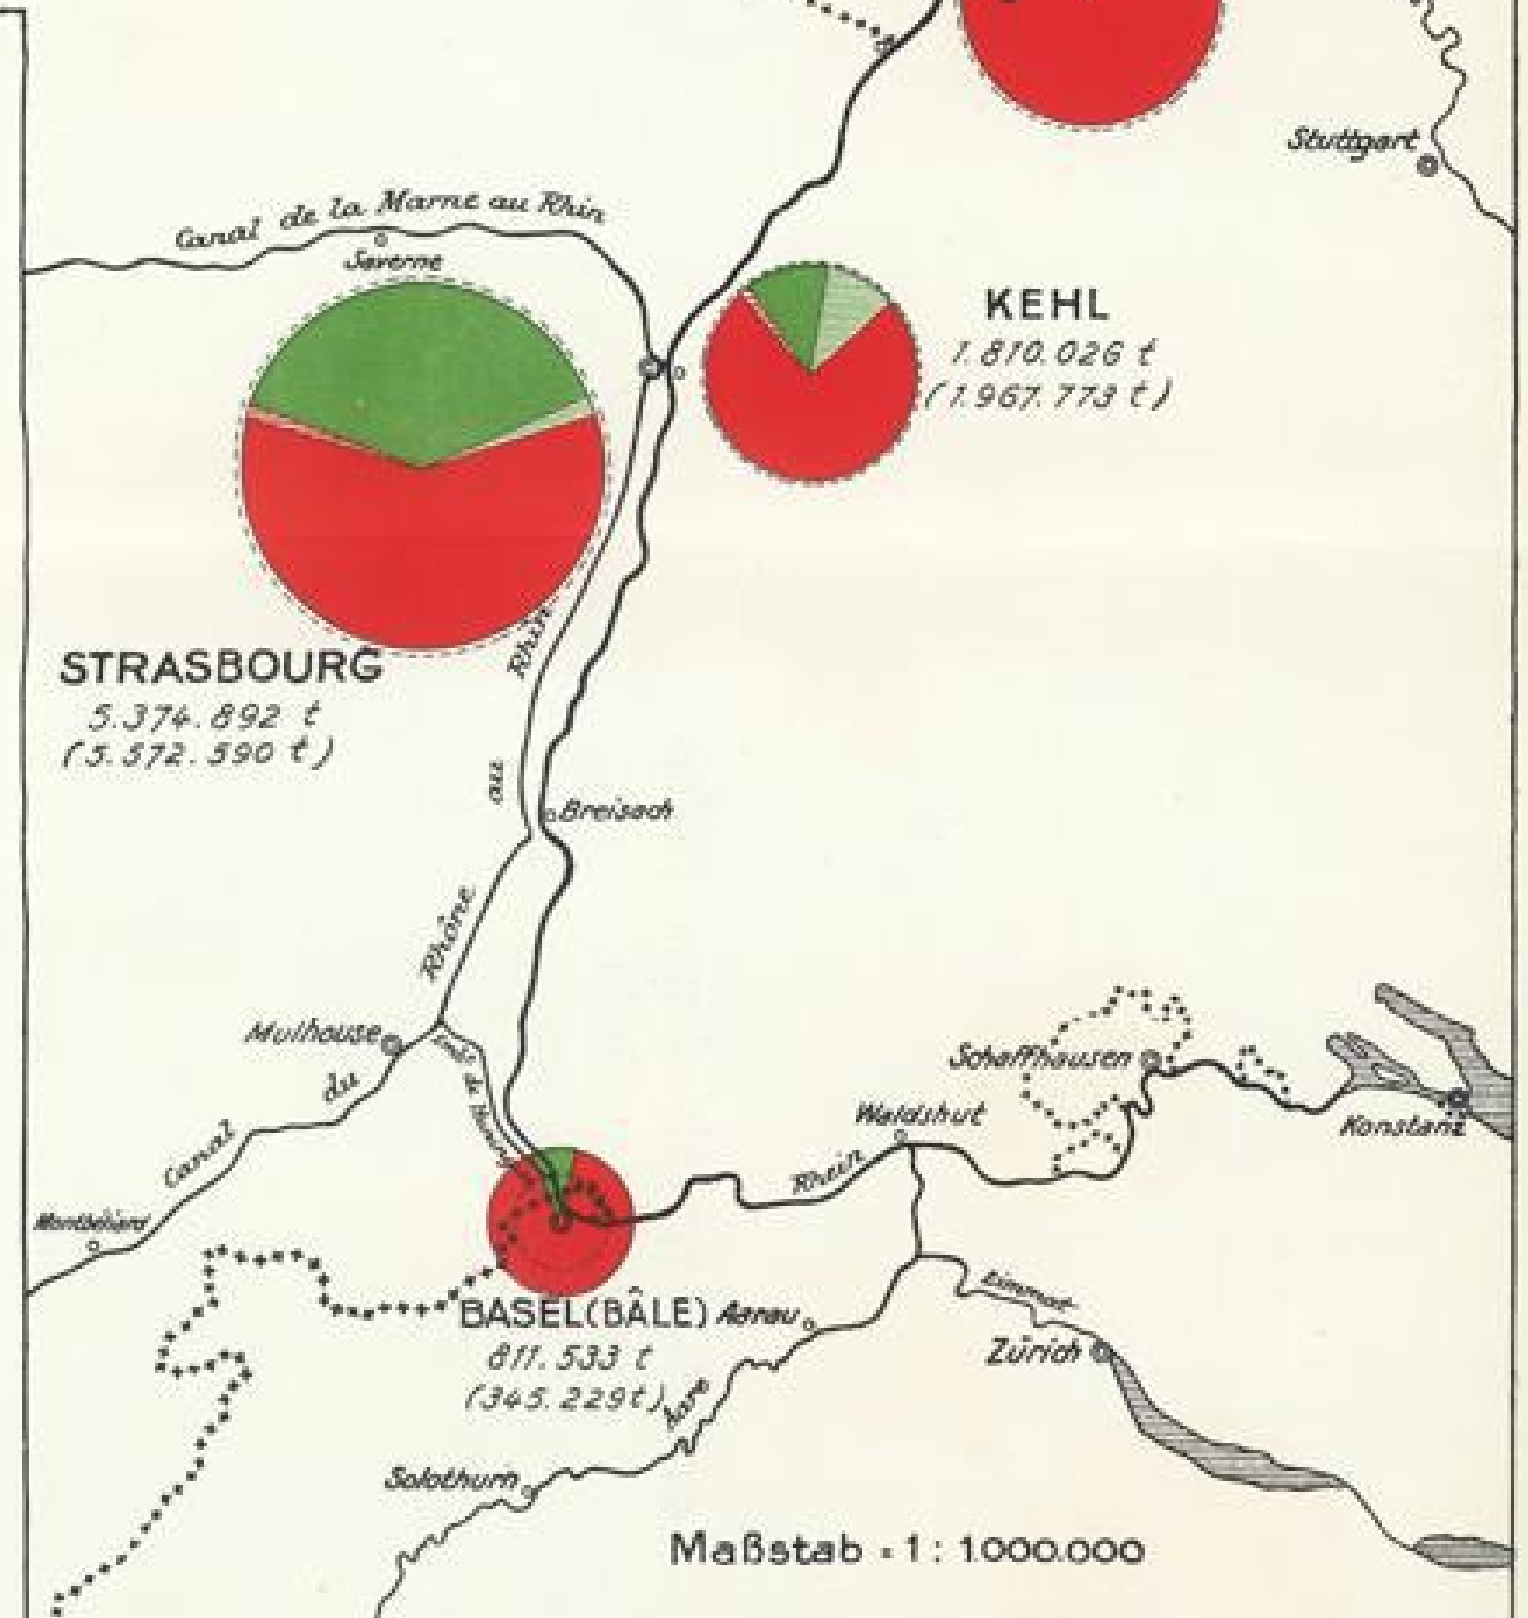 Stuttgart
Canal de la Marne au Rhin
Saverne
KEHL
1.810.026 t
(1.967.773 t)
STRASBOURG
5.374.892 t
(5.572.590 t)
Rhin
au
Breisach
Rhône
Mulhouse
du
Canal
Montbéliard
Schaffhausen
Waldshut
Konstanz
Rhein
BASEL (BÂLE)
811.533 t
(345.229 t)
Aarau
Limmat
Zürich
Aare
Solothurn
Maßstab = 1 : 1.000.000